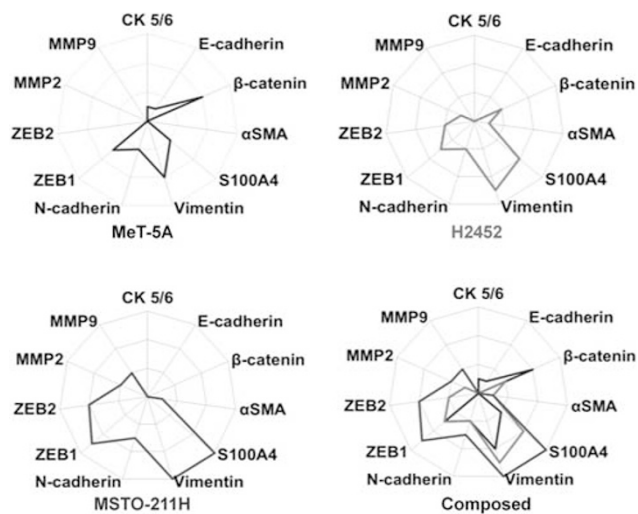 CK 5/6
MMP9
E-cadherin
MMP2
β-catenin
ZEB2
αSMA
ZEB1
S100A4
N-cadherin
Vimentin
MeT-5A
CK 5/6
MMP9
E-cadherin
MMP2
β-catenin
ZEB2
αSMA
ZEB1
S100A4
N-cadherin
Vimentin
H2452
CK 5/6
MMP9
E-cadherin
MMP2
β-catenin
ZEB2
αSMA
ZEB1
S100A4
N-cadherin
Vimentin
MSTO-211H
CK 5/6
MMP9
E-cadherin
MMP2
β-catenin
ZEB2
αSMA
ZEB1
S100A4
N-cadherin
Vimentin
Composed